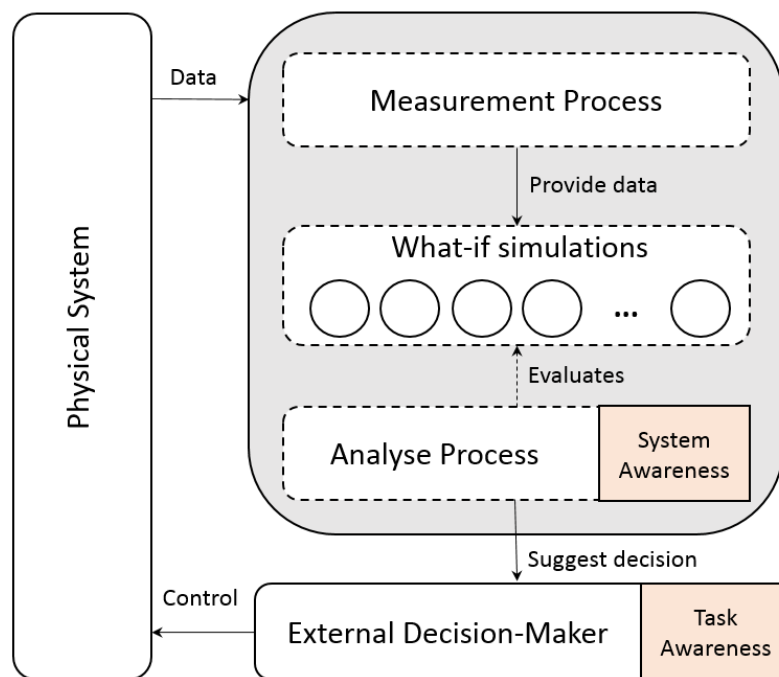 Data
Measurement Process
Provide data
What-if simulations
...
Physical System
Evaluates
Analyse Process
System
Awareness
Suggest decision
Control
External Decision-Maker
Task
Awareness